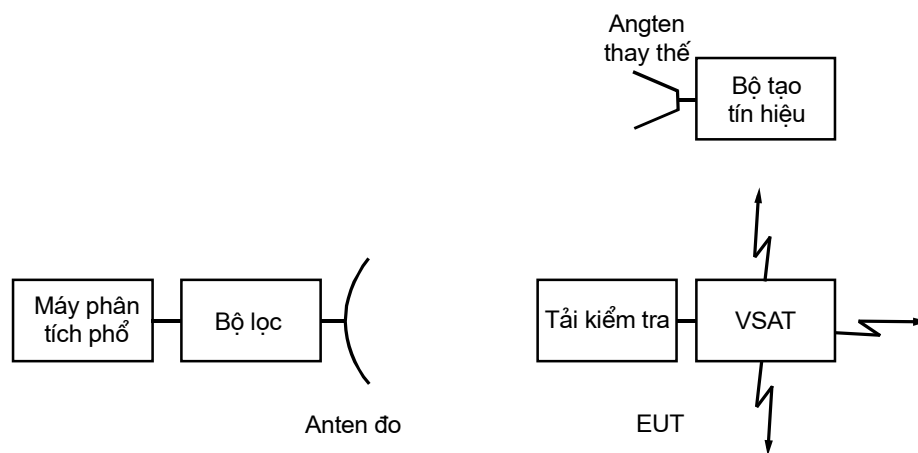 Angten
thay thế
Bộ tạo
tín hiệu
Máy phân
tích phổ
Bộ lọc
Tải kiểm tra
VSAT
Anten đo
EUT